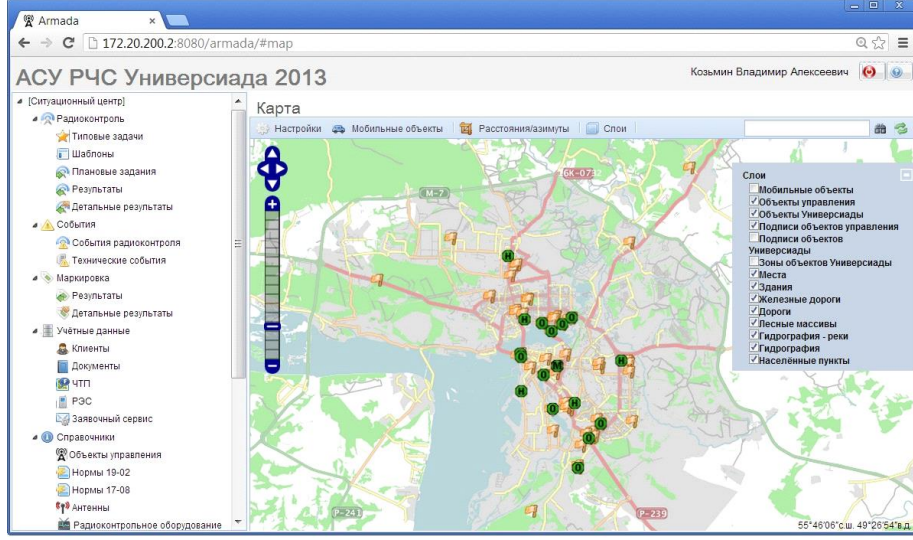 Armada
172.20.200.2:8080/armada/#map
АСУ РЧС Универсиада 2013
Козьмин Владимир Алексеевич
[Ситуационный центр]
Радиоконтроль
Типовые задачи
Шаблоны
Плановые задания
Результаты
Детальные результаты
События
События радиоконтроля
Технические события
Маркировка
Результаты
Детальные результаты
Учётные данные
Клиенты
Документы
ЧТП
РЭС
Заявочный сервис
Справочники
Объекты управления
Нормы 19-02
Нормы 17-08
Антенны
Радиоконтрольное оборудование
Карта
Настройки Мобильные объекты Расстояния/азимуты Слои
M-7
Слои
Мобильные объекты
Объекты управления
Объекты Универсиады
Подписи объектов управления
Подписи объектов
Универсиады
Зоны объектов Универсиады
Места
Здания
Железные дороги
Дороги
Лесные массивы
Гидрография - реки
Гидрография
Населённые пункты
P-241
P-239
55°46'06"с.ш. 49°26'54"в.д.